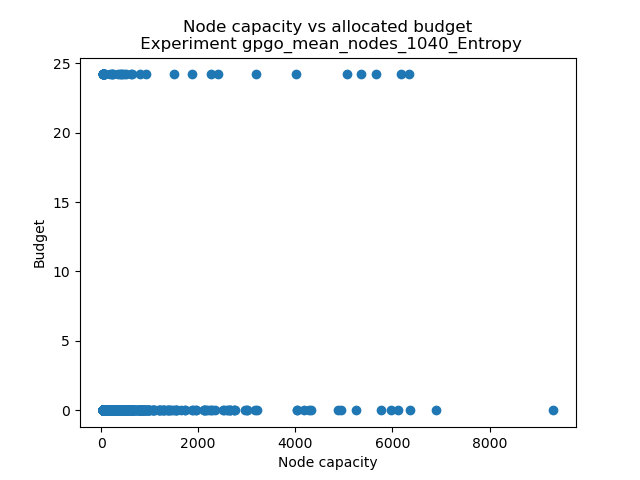 Node capacity vs allocated budget
Experiment gpgo_mean_nodes_1040_Entropy
25
20
15
10
5
0
Budget
0 2000 4000 6000 8000
Node capacity